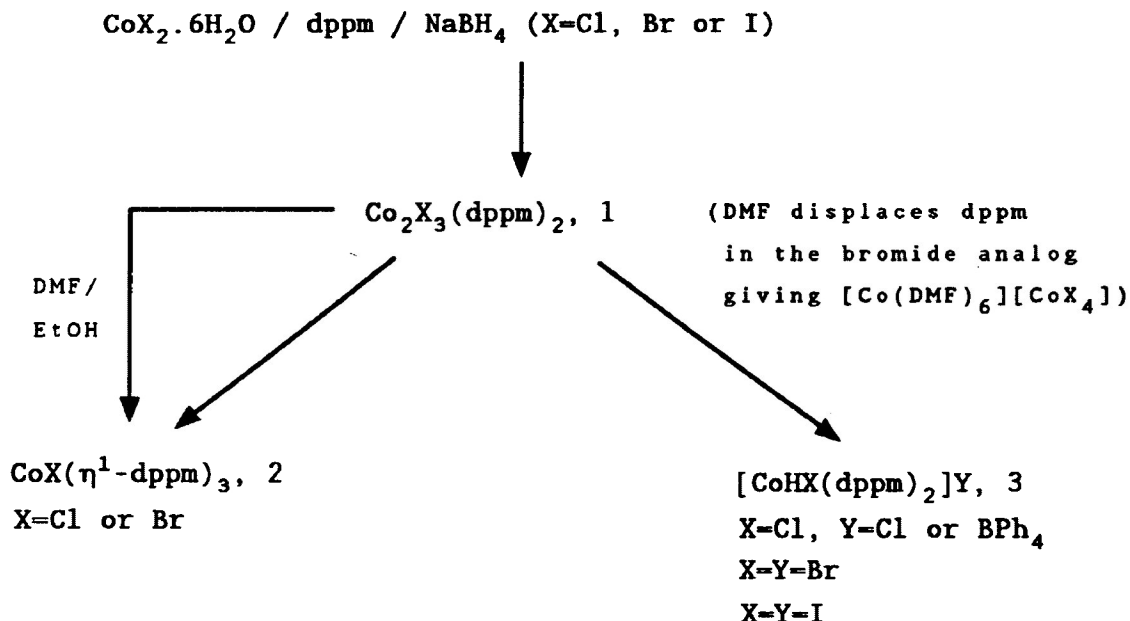 CoX₂.6H₂O / dppm / NaBH₄ (X=Cl, Br or I)
Co₂X₃(dppm)₂, 1
(DMF displaces dppm
in the bromide analog
giving [Co(DMF)₆][CoX₄])
DMF/
EtOH
CoX(η¹-dppm)₃, 2
X=Cl or Br
[CoHX(dppm)₂]Y, 3
X=Cl, Y=Cl or BPh₄
X=Y=Br
X=Y=I